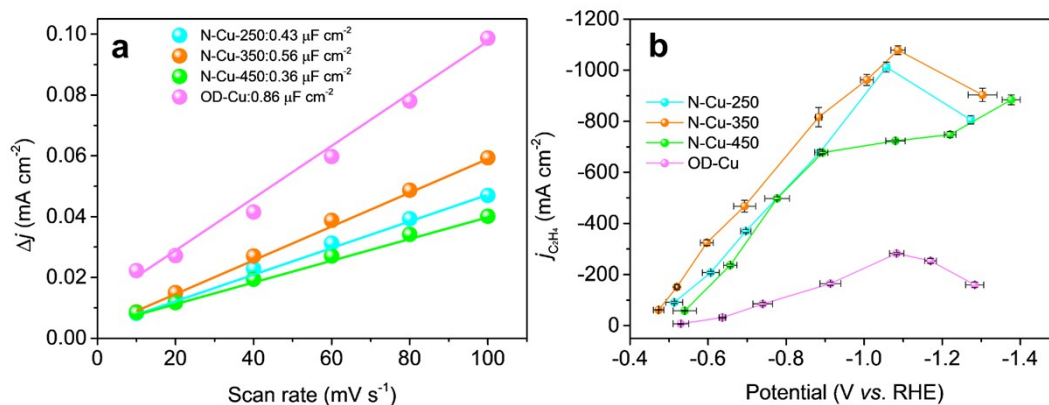 a
N-Cu-250:0.43 μF cm⁻²
N-Cu-350:0.56 μF cm⁻²
N-Cu-450:0.36 μF cm⁻²
OD-Cu:0.86 μF cm⁻²
0.10
0.08
0.06
0.04
0.02
0.00
Δj (mA cm⁻²)
0 20 40 60 80 100
Scan rate (mV s⁻¹)
b
N-Cu-250
N-Cu-350
N-Cu-450
OD-Cu
-1200
-1000
-800
-600
-400
-200
0
j_C₂H₄ (mA cm⁻²)
-0.4 -0.6 -0.8 -1.0 -1.2 -1.4
Potential (V vs. RHE)